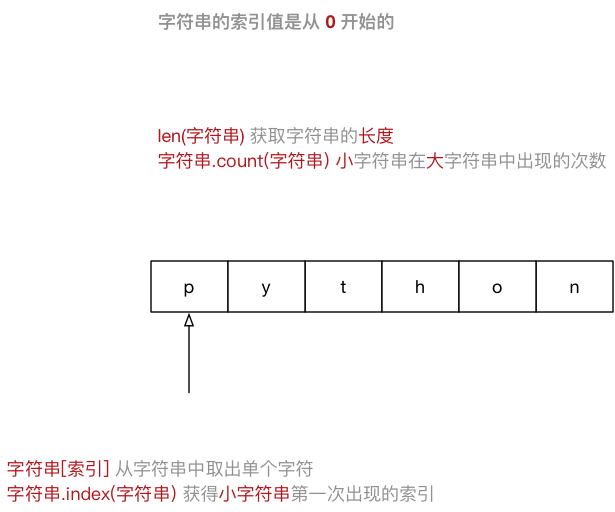 字符串的索引值是从 0 开始的
len(字符串) 获取字符串的长度
字符串.count(字符串) 小字符串在大字符串中出现的次数
p y t h o n
字符串[索引] 从字符串中取出单个字符
字符串.index(字符串) 获得小字符串第一次出现的索引